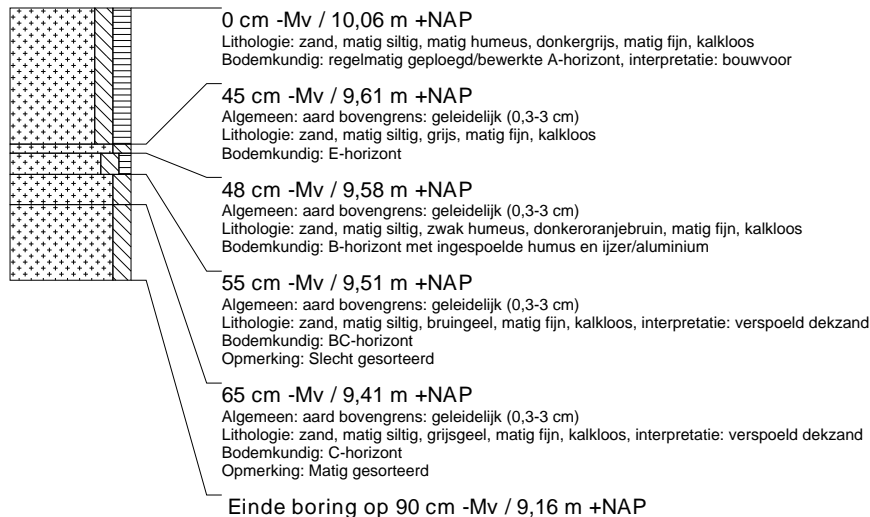 0 cm -Mv / 10,06 m +NAP
Lithologie: zand, matig siltig, matig humeus, donkergrijs, matig fijn, kalkloos
Bodemkundig: regelmatig geploegd/bewerkte A-horizont, interpretatie: bouwvoor
45 cm -Mv / 9,61 m +NAP
Algemeen: aard bovengrens: geleidelijk (0,3-3 cm)
Lithologie: zand, matig siltig, grijs, matig fijn, kalkloos
Bodemkundig: E-horizont
48 cm -Mv / 9,58 m +NAP
Algemeen: aard bovengrens: geleidelijk (0,3-3 cm)
Lithologie: zand, matig siltig, zwak humeus, donkeroranjebruin, matig fijn, kalkloos
Bodemkundig: B-horizont met ingespoelde humus en ijzer/aluminium
55 cm -Mv / 9,51 m +NAP
Algemeen: aard bovengrens: geleidelijk (0,3-3 cm)
Lithologie: zand, matig siltig, bruingeel, matig fijn, kalkloos, interpretatie: verspoeld dekzand
Bodemkundig: BC-horizont
Opmerking: Slecht gesorteerd
65 cm -Mv / 9,41 m +NAP
Algemeen: aard bovengrens: geleidelijk (0,3-3 cm)
Lithologie: zand, matig siltig, grijsgeel, matig fijn, kalkloos, interpretatie: verspoeld dekzand
Bodemkundig: C-horizont
Opmerking: Matig gesorteerd
Einde boring op 90 cm -Mv / 9,16 m +NAP